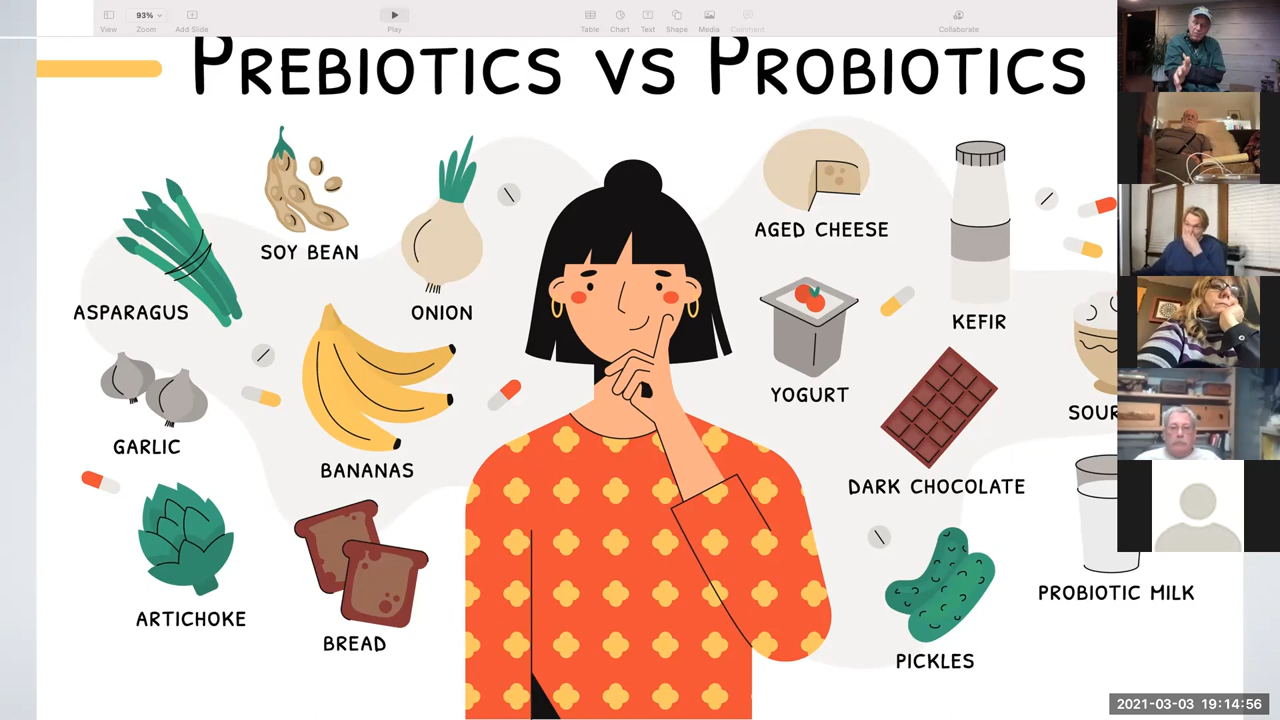 93%
View
Zoom
Add Slide
Play
Table
Chart
Text
Shape
Media
Comment
Collaborate
PREBIOTICS VS PROBIOTICS
SOY BEAN
ASPARAGUS
ONION
GARLIC
BANANAS
ARTICHOKE
BREAD
AGED CHEESE
KEFIR
YOGURT
DARK CHOCOLATE
SOUR
PROBIOTIC MILK
PICKLES
2021-03-03 19:14:56